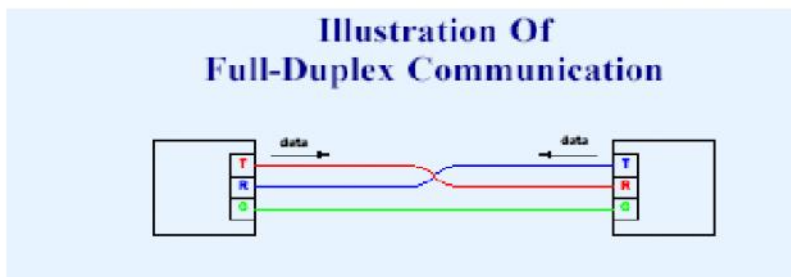 Illustration Of
Full-Duplex Communication
data data
T T
R R
G G